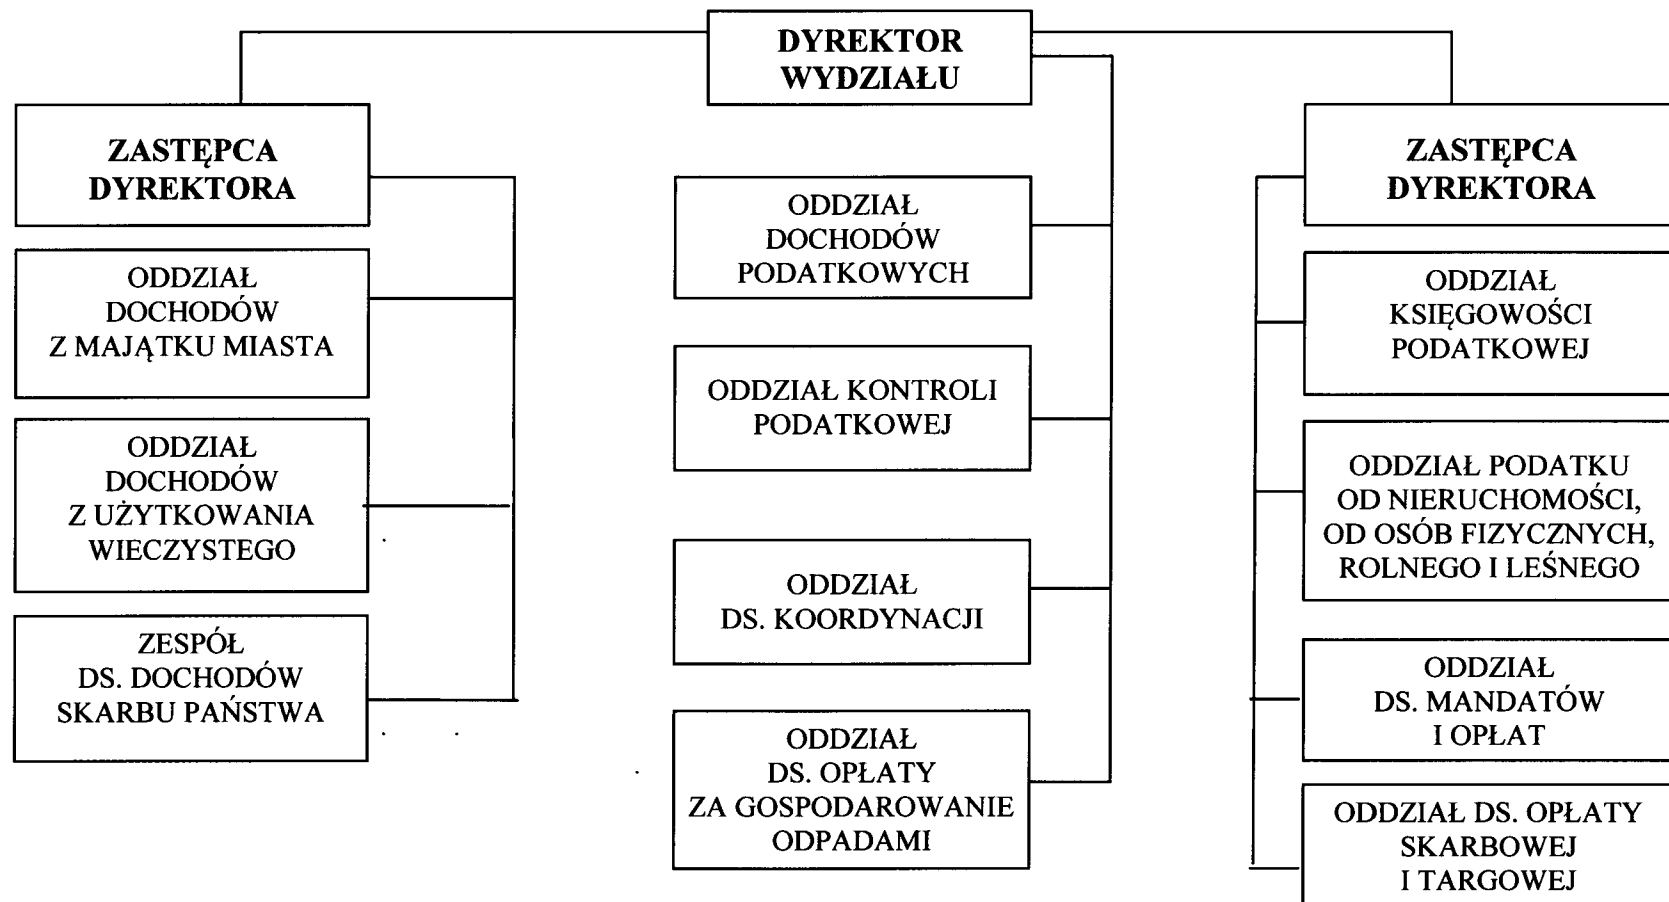 DYREKTOR
WYDZIAŁU
ZASTĘPCA
DYREKTORA
ODDZIAŁ
DOCHODÓW
Z MAJĄTKU MIASTA
ODDZIAŁ
DOCHODÓW
Z UŻYTKOWANIA
WIECZYSTEGO
ZESPÓŁ
DS. DOCHODÓW
SKARBU PAŃSTWA
ODDZIAŁ
DOCHODÓW
PODATKOWYCH
ODDZIAŁ KONTROLI
PODATKOWEJ
ODDZIAŁ
DS. KOORDYNACJI
ODDZIAŁ
DS. OPŁATY
ZA GOSPODAROWANIE
ODPADAMI
ZASTĘPCA
DYREKTORA
ODDZIAŁ
KSIĘGOWOŚCI
PODATKOWEJ
ODDZIAŁ PODATKU
OD NIERUCHOMOŚCI,
OD OSÓB FIZYCZNYCH,
ROLNEGO I LEŚNEGO
ODDZIAŁ
DS. MANDATÓW
I OPŁAT
ODDZIAŁ DS. OPŁATY
SKARBOWEJ
I TARGOWEJ